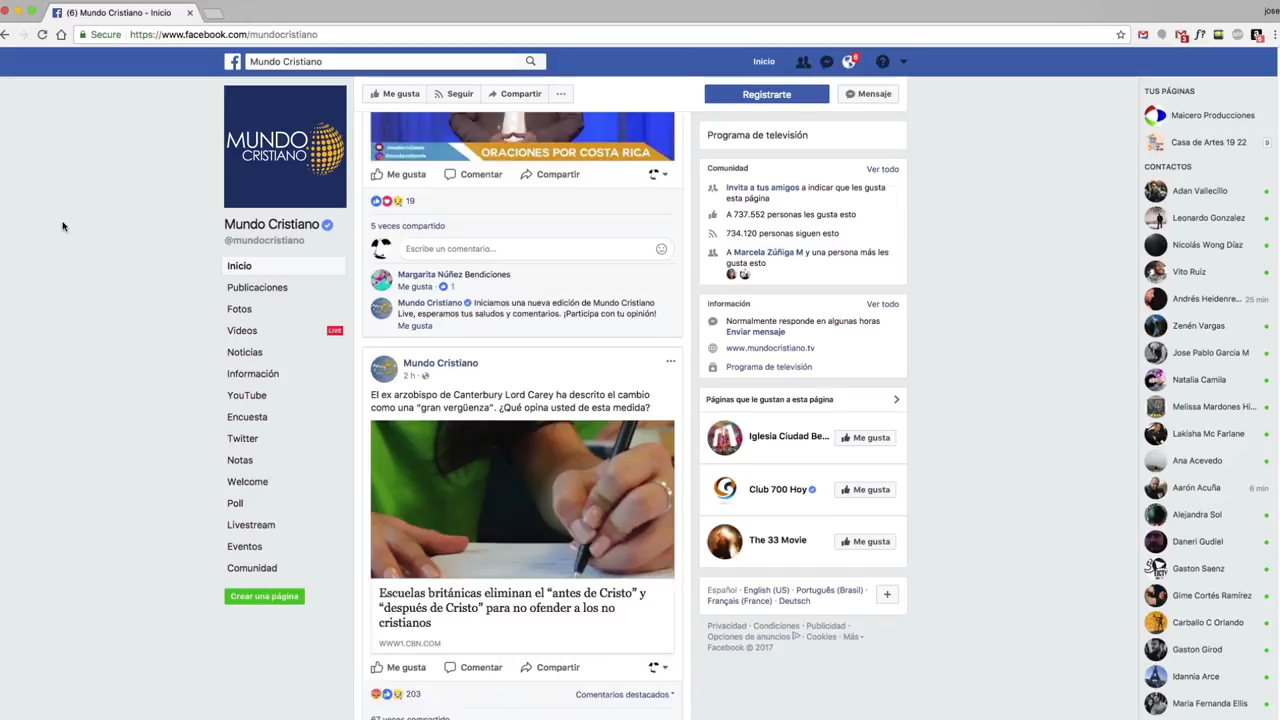 (6) Mundo Cristiano - Inicio
jose
Secure
https://www.facebook.com/mundocristiano
Mundo Cristiano
Inicio
6
Me gusta
Seguir
Compartir
Registrarte
Mensaje
MUNDO
CRISTIANO
Mundo Cristiano
@mundocristiano
Inicio
Publicaciones
Fotos
Videos
LIVE
Noticias
Información
YouTube
Encuesta
Twitter
Notas
Welcome
Poll
Livestream
Eventos
Comunidad
Crear una página
ORACIONES POR COSTA RICA
Me gusta
Comentar
Compartir
19
5 veces compartido
Escribe un comentario...
Margarita Núñez Bendiciones
Me gusta · 1
Mundo Cristiano Iniciamos una nueva edición de Mundo Cristiano
Live, esperamos tus saludos y comentarios. ¡Participa con tu opinión!
Me gusta
Mundo Cristiano
2 h ·
El ex arzobispo de Canterbury Lord Carey ha descrito el cambio
como una "gran vergüenza". ¿Qué opina usted de esta medida?
Escuelas británicas eliminan el “antes de Cristo” y
“después de Cristo” para no ofender a los no
cristianos
WWW1.CBN.COM
Me gusta
Comentar
Compartir
203
Comentarios destacados
67 veces compartido
Programa de televisión
Comunidad
Ver todo
Invita a tus amigos a indicar que les gusta
esta página
A 737.552 personas les gusta esto
734.120 personas siguen esto
A Marcela Zúñiga M y una persona más les
gusta esto
Información
Ver todo
Normalmente responde en algunas horas
Enviar mensaje
www.mundocristiano.tv
Programa de televisión
Páginas que le gustan a esta página
Iglesia Ciudad Be...
Me gusta
Club 700 Hoy
Me gusta
The 33 Movie
Me gusta
Español · English (US) · Português (Brasil) ·
Français (France) · Deutsch
Privacidad · Condiciones · Publicidad ·
Opciones de anuncios · Cookies · Más
Facebook © 2017
TUS PÁGINAS
Maicero Producciones
Casa de Artes 19 22
9
CONTACTOS
Adan Vallecillo
Leonardo Gonzalez
Nicolás Wong Díaz
Vito Ruiz
Andrés Heidenre... 25 min
Zenén Vargas
Jose Pablo García M
Natalia Camila
Melissa Mardones Hi...
Lakisha Mc Farlane
Ana Acevedo
Aarón Acuña 6 min
Alejandra Sol
Daneri Gudiel
Gaston Saenz
Gime Cortés Ramírez
Carballo C Orlando
Gaston Girod
Idannia Arce
Maria Fernanda Ellis